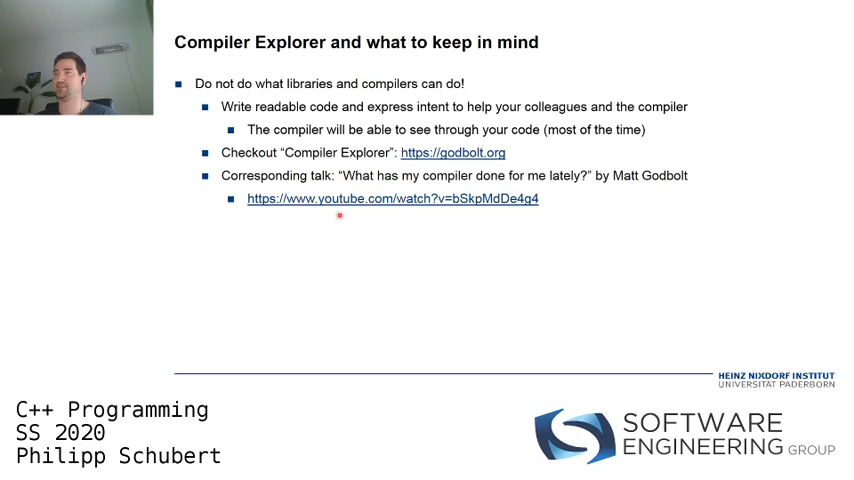 Compiler Explorer and what to keep in mind
Do not do what libraries and compilers can do!
Write readable code and express intent to help your colleagues and the compiler
The compiler will be able to see through your code (most of the time)
Checkout “Compiler Explorer”: https://godbolt.org
Corresponding talk: “What has my compiler done for me lately?” by Matt Godbolt
https://www.youtube.com/watch?v=bSkpMdDe4g4
HEINZ NIXDORF INSTITUT
UNIVERSITÄT PADERBORN
C++ Programming
SS 2020
Philipp Schubert
SOFTWARE
ENGINEERING GROUP